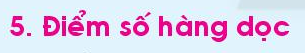 5. Điểm số hàng dọc